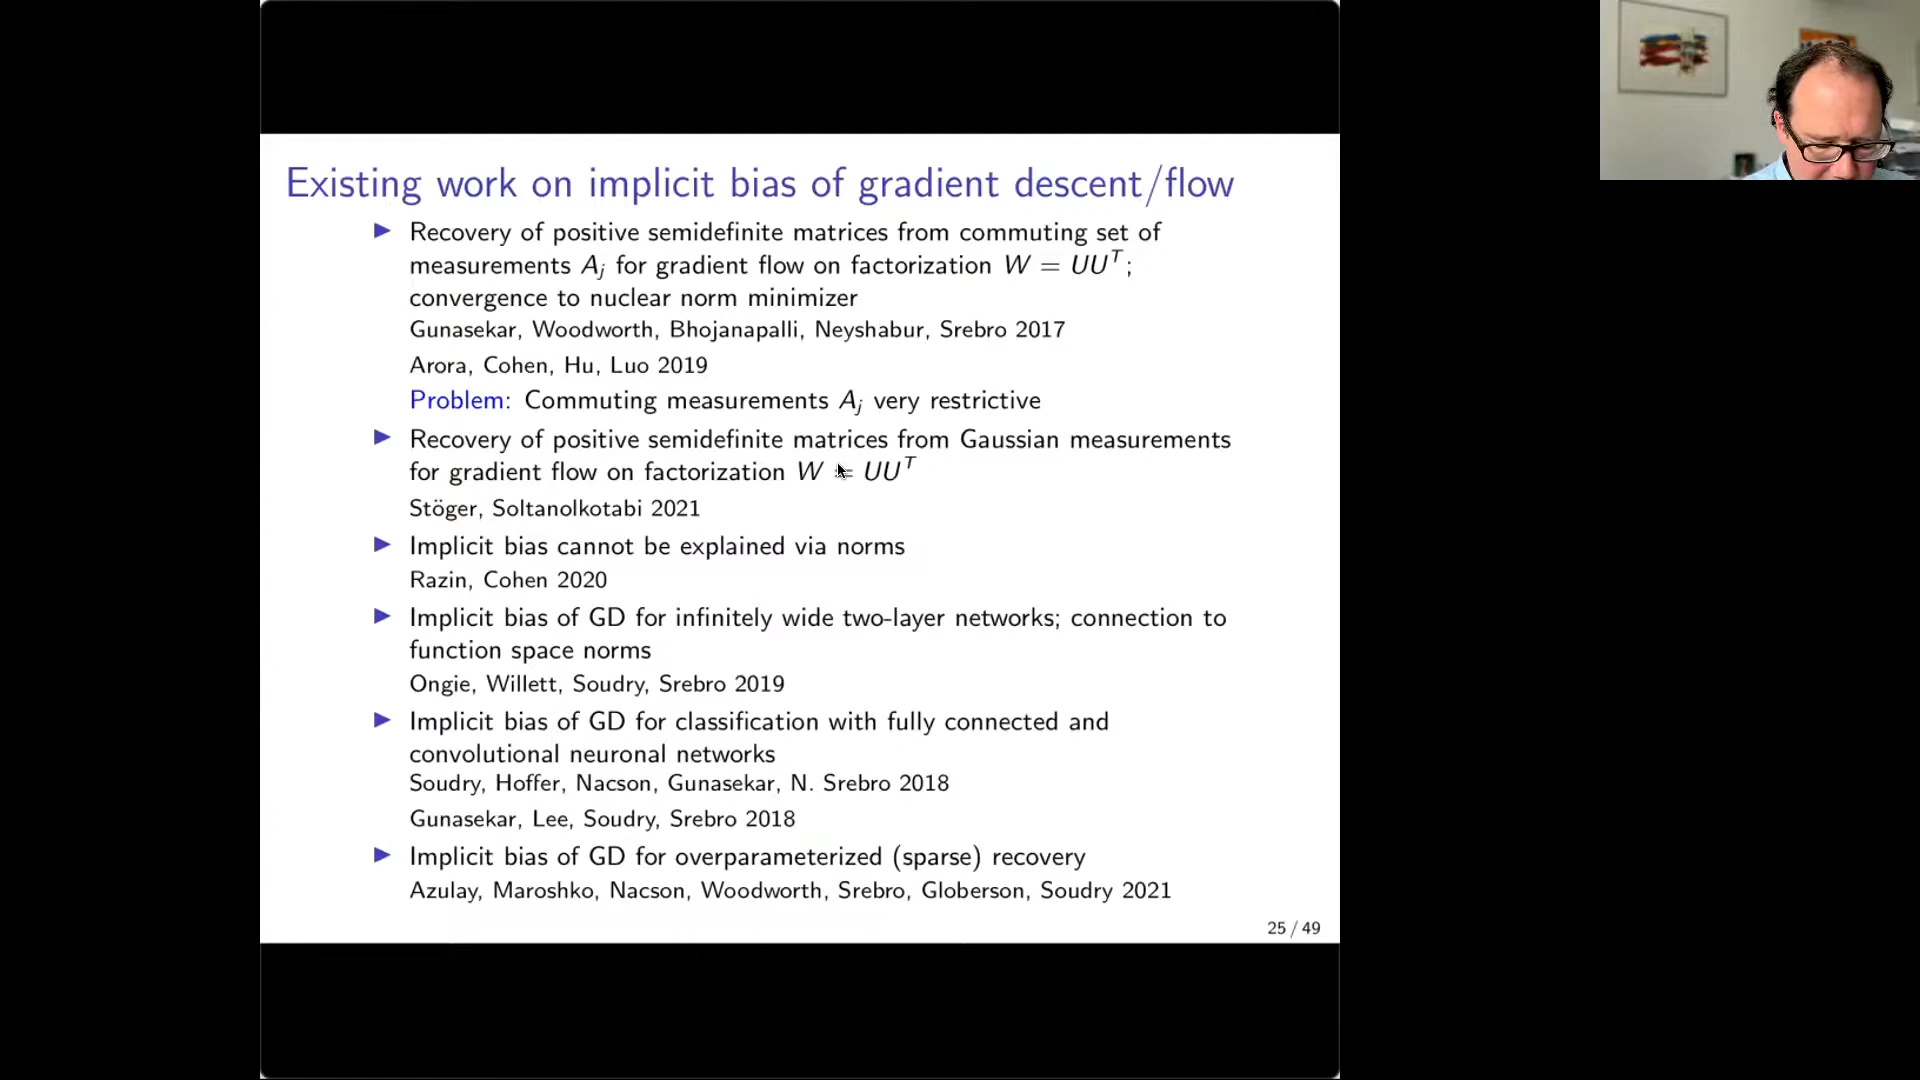 Existing work on implicit bias of gradient descent/flow
▶ Recovery of positive semidefinite matrices from commuting set of
measurements A_j for gradient flow on factorization W = UU^T;
convergence to nuclear norm minimizer
Gunasekar, Woodworth, Bhojanapalli, Neyshabur, Srebro 2017
Arora, Cohen, Hu, Luo 2019
Problem: Commuting measurements A_j very restrictive
▶ Recovery of positive semidefinite matrices from Gaussian measurements
for gradient flow on factorization W = UU^T
Stöger, Soltanolkotabi 2021
▶ Implicit bias cannot be explained via norms
Razin, Cohen 2020
▶ Implicit bias of GD for infinitely wide two-layer networks; connection to
function space norms
Ongie, Willett, Soudry, Srebro 2019
▶ Implicit bias of GD for classification with fully connected and
convolutional neuronal networks
Soudry, Hoffer, Nacson, Gunasekar, N. Srebro 2018
Gunasekar, Lee, Soudry, Srebro 2018
▶ Implicit bias of GD for overparameterized (sparse) recovery
Azulay, Maroshko, Nacson, Woodworth, Srebro, Globerson, Soudry 2021
25 / 49